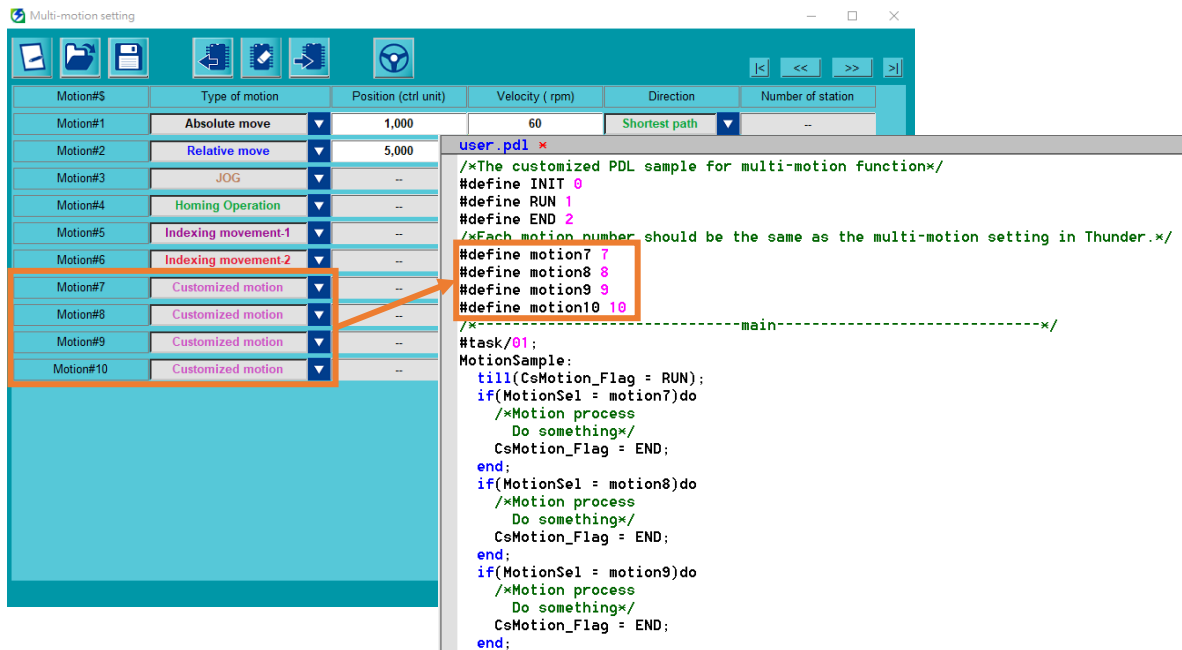 Multi-motion setting
|< << >> >|
Motion#$ Type of motion Position (ctrl unit) Velocity ( rpm) Direction Number of station
Motion#1 Absolute move 1,000 60 Shortest path --
Motion#2 Relative move 5,000
Motion#3 JOG --
Motion#4 Homing Operation --
Motion#5 Indexing movement-1 --
Motion#6 Indexing movement-2 --
Motion#7 Customized motion --
Motion#8 Customized motion --
Motion#9 Customized motion --
Motion#10 Customized motion --
user.pdl *
/*The customized PDL sample for multi-motion function*/
#define INIT 0
#define RUN 1
#define END 2
/*Each motion number should be the same as the multi-motion setting in Thunder.*/
#define motion7 7
#define motion8 8
#define motion9 9
#define motion10 10
/*------------------------------main------------------------------*/
#task/01;
MotionSample:
till(CsMotion_Flag = RUN);
if(MotionSel = motion7)do
/*Motion process
Do something*/
CsMotion_Flag = END;
end;
if(MotionSel = motion8)do
/*Motion process
Do something*/
CsMotion_Flag = END;
end;
if(MotionSel = motion9)do
/*Motion process
Do something*/
CsMotion_Flag = END;
end;